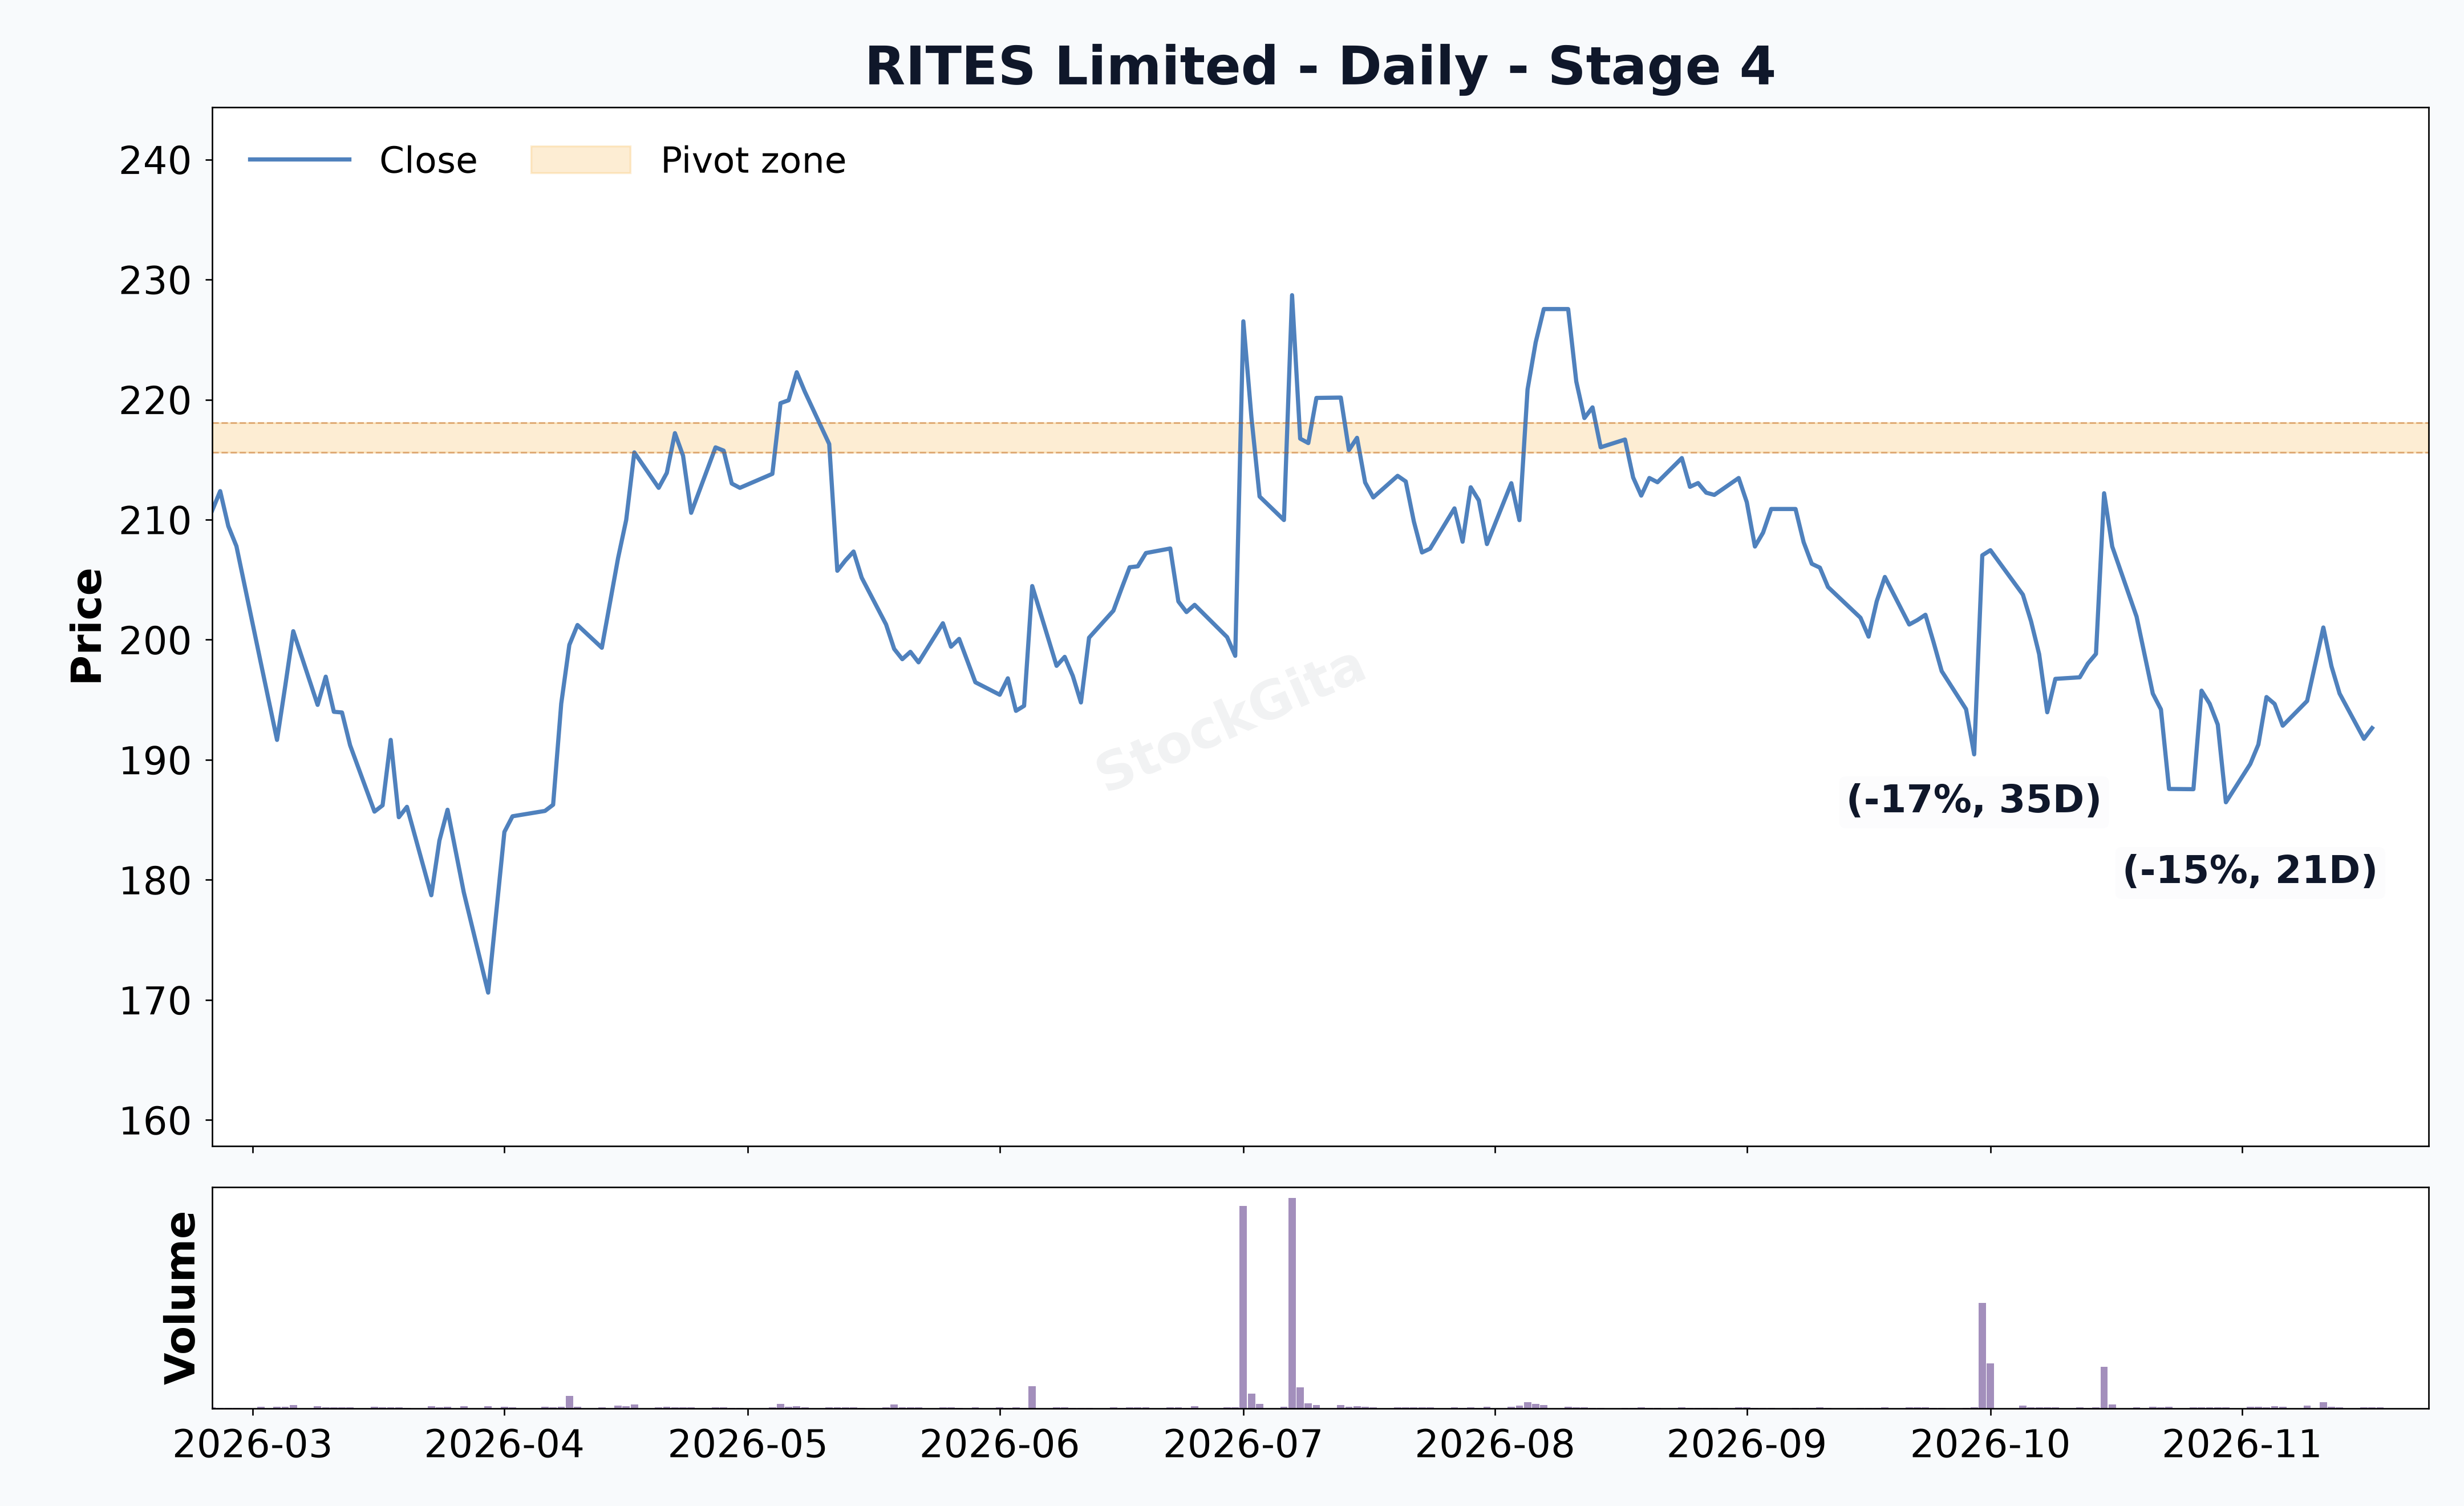 RITES Limited - Daily - Stage 4
Close
Pivot zone
240
230
220
210
200
190
180
170
160
Price
StockGita
(-17%, 35D)
(-15%, 21D)
Volume
2026-03
2026-04
2026-05
2026-06
2026-07
2026-08
2026-09
2026-10
2026-11